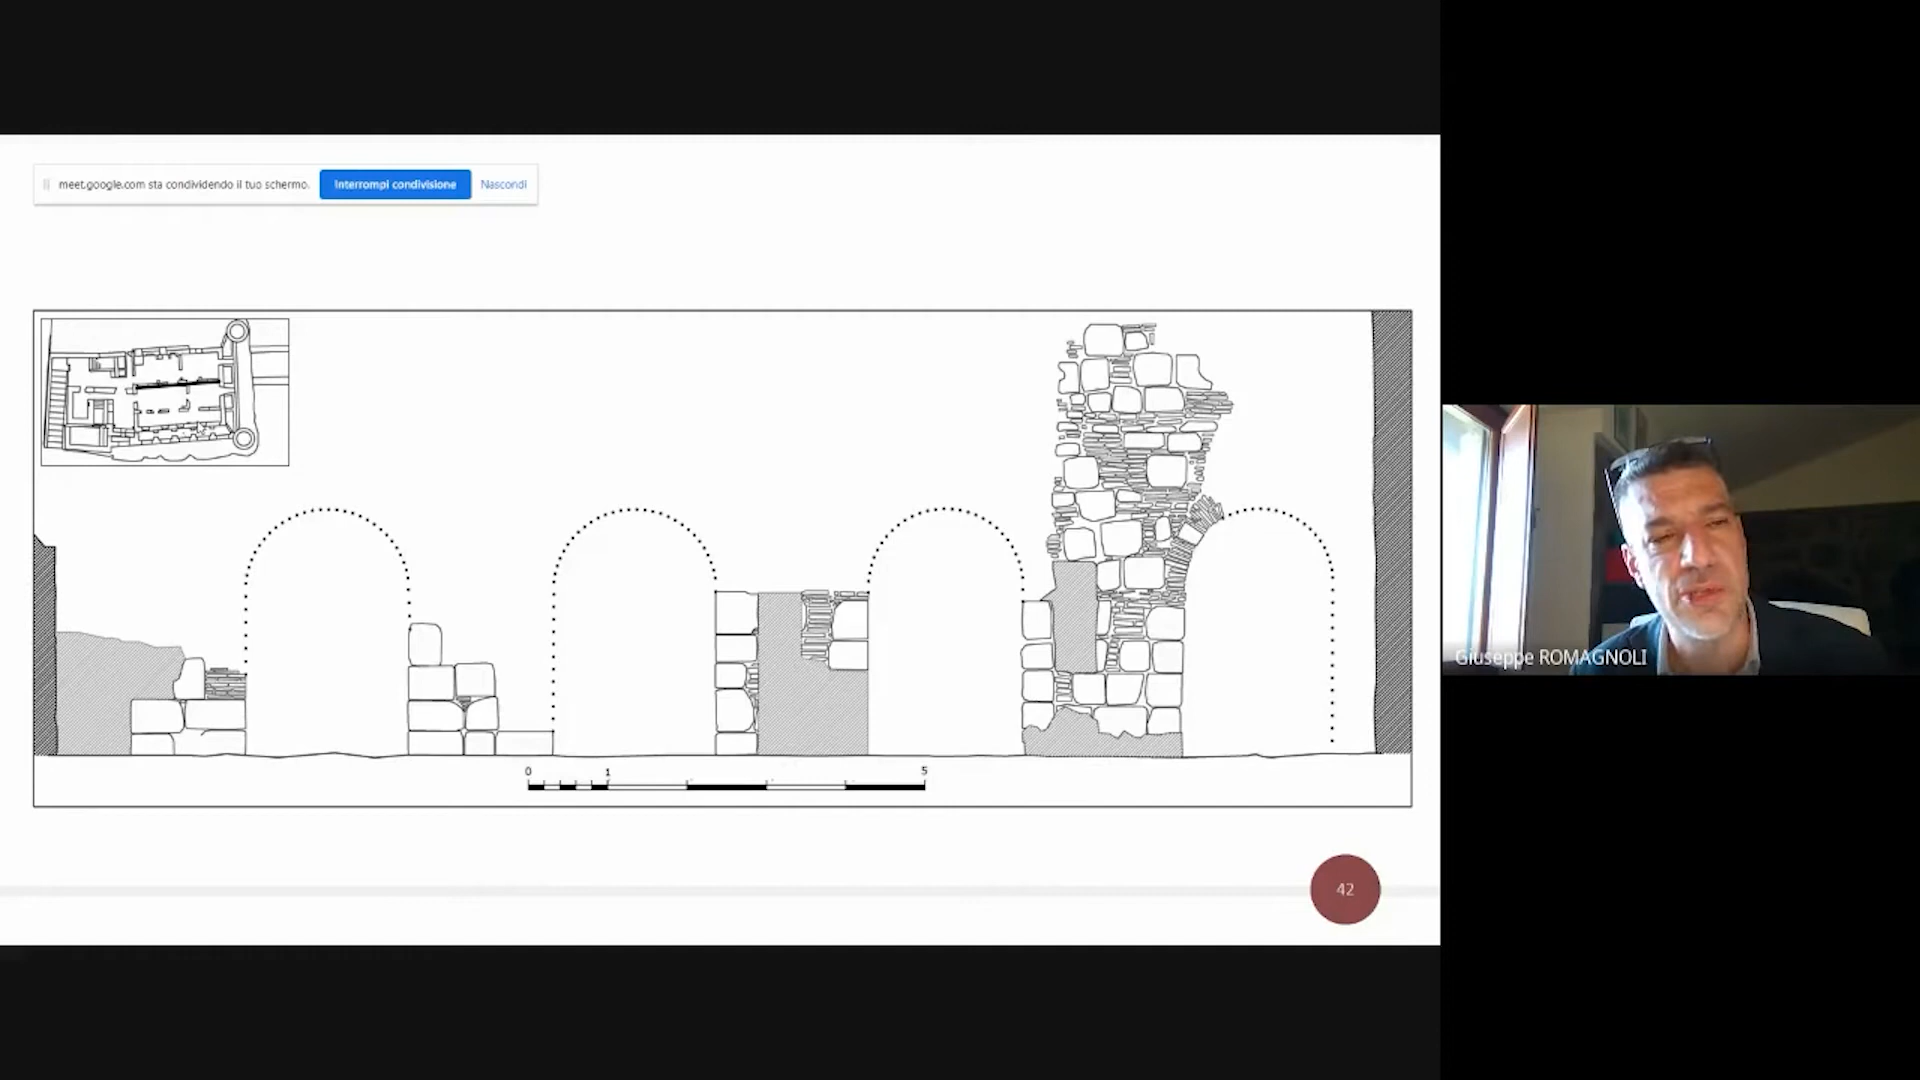 meet.google.com sta condividendo il tuo schermo.
Interrompi condivisione
Nascondi
0 1 5
42
Giuseppe ROMAGNOLI